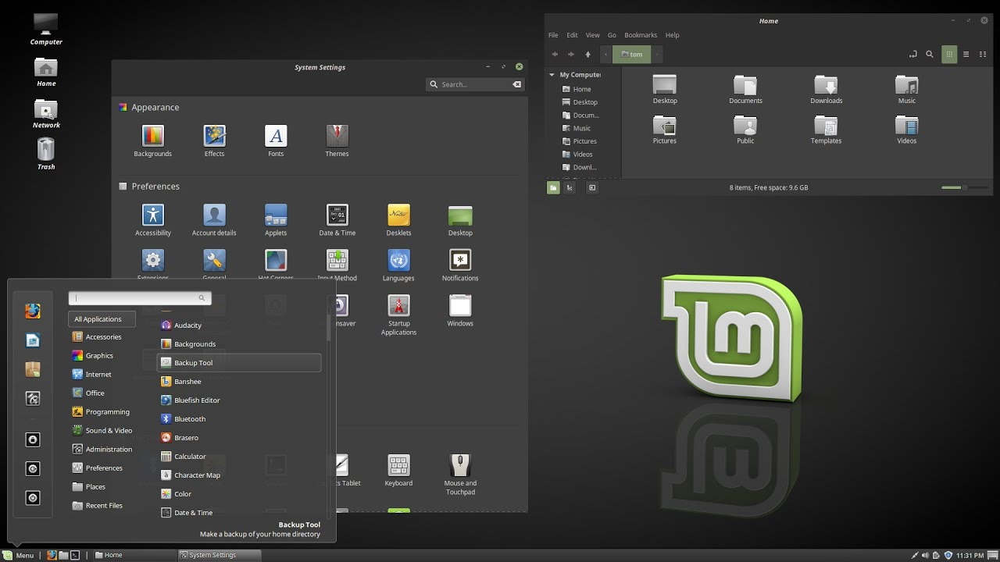 Computer
Home
Network
Trash
System Settings
Search...
Appearance
Backgrounds
Effects
Fonts
Themes
Preferences
Accessibility
Account details
Applets
Date & Time
Desklets
Desktop
Extensions
General
Hot Corners
Input Method
Languages
Notifications
Startup
Applications
Windows
Keyboard
Mouse and
Touchpad
Tablet
Home
File Edit View Go Bookmarks Help
tom
My Computer
Home
Desktop
Docum...
Music
Pictures
Videos
Downl...
Desktop
Documents
Downloads
Music
Pictures
Public
Templates
Videos
8 items, Free space: 9.6 GB
All Applications
Accessories
Graphics
Internet
Office
Programming
Sound & Video
Administration
Preferences
Places
Recent Files
Audacity
Backgrounds
Backup Tool
Banshee
Bluefish Editor
Bluetooth
Brasero
Calculator
Character Map
Color
Date & Time
Backup Tool
Make a backup of your home directory
lm
Menu
Home
System Settings
11:31 PM